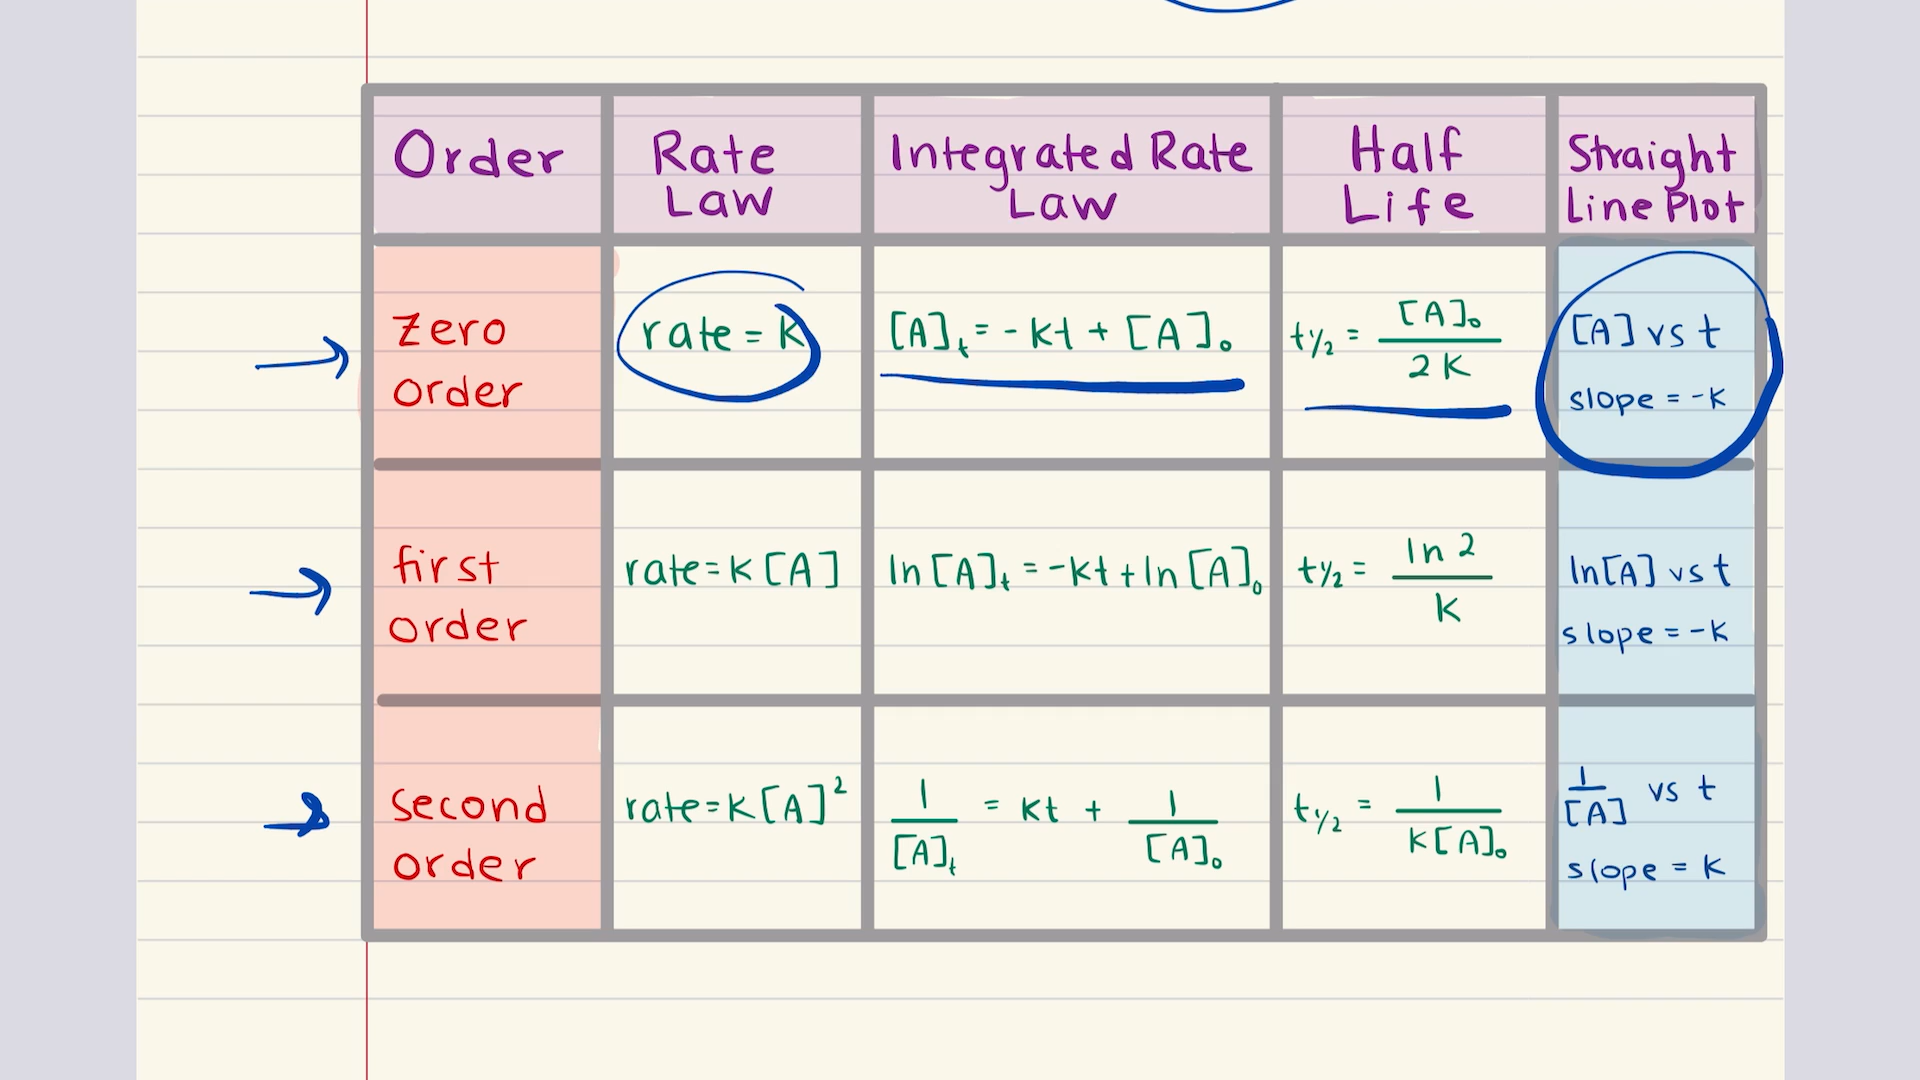 Order
Rate Law
Integrated Rate Law
Half Life
Straight Line Plot
zero order
rate = k
[A]ₜ = -kt + [A]₀
t½ = [A]₀ / 2k
[A] vs t
slope = -k
first order
rate = k[A]
ln[A]ₜ = -kt + ln[A]₀
t½ = ln 2 / k
ln[A] vs t
slope = -k
second order
rate = k[A]²
1/[A]ₜ = kt + 1/[A]₀
t½ = 1 / k[A]₀
1/[A] vs t
slope = k